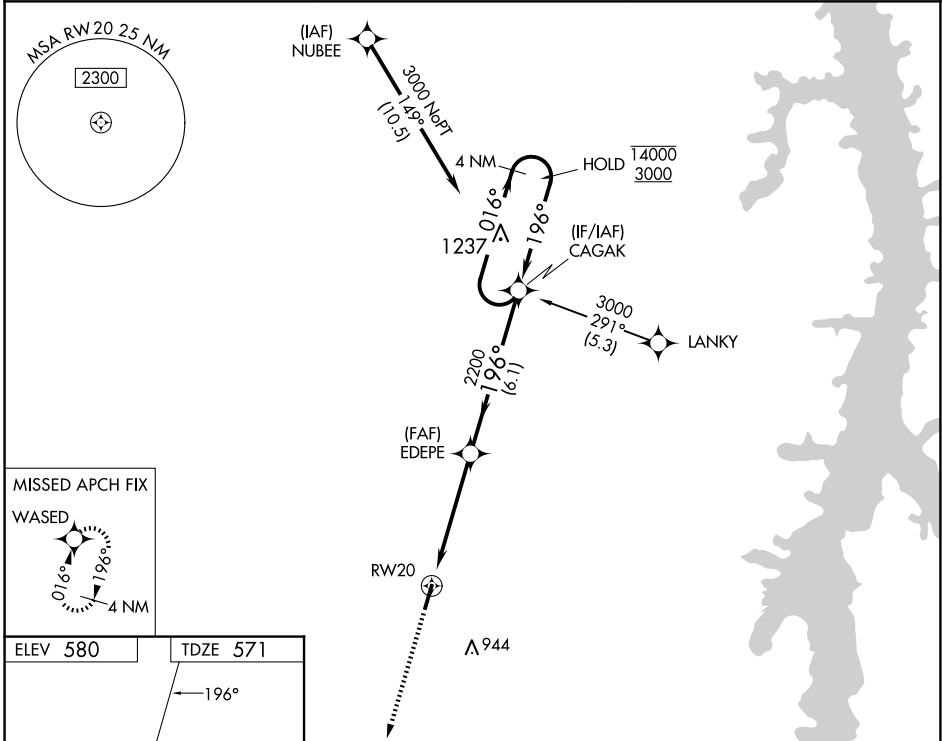 MSA RW20 25 NM
2300
(IAF)
NUBEE
3000 NoPT
149°
(10.5)
4 NM
HOLD 14000
3000
016°
196°
1237
(IF/IAF)
CAGAK
3000
291°
(5.3)
LANKY
2200
196°
(6.1)
(FAF)
EDEPE
MISSED APCH FIX
WASED
016°
196°
4 NM
RW20
944
ELEV 580
TDZE 571
196°